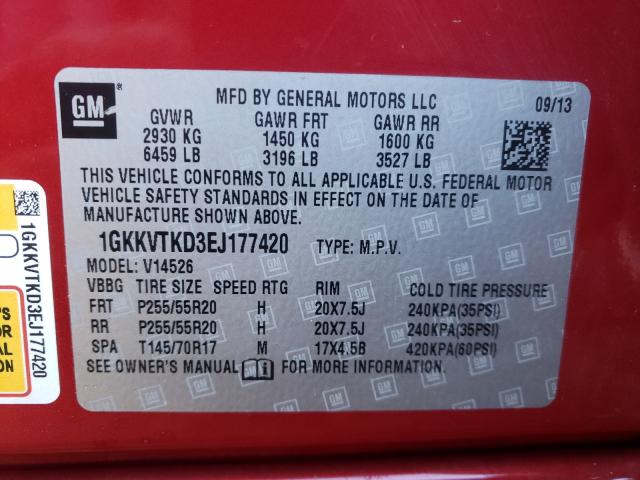 GM
MFD BY GENERAL MOTORS LLC 09/13
GVWR GAWR FRT GAWR RR
2930 KG 1450 KG 1600 KG
6459 LB 3196 LB 3527 LB
THIS VEHICLE CONFORMS TO ALL APPLICABLE U.S. FEDERAL MOTOR
VEHICLE SAFETY STANDARDS IN EFFECT ON THE DATE OF
MANUFACTURE SHOWN ABOVE.
1GKKVTKD3EJ177420 TYPE: M.P.V.
MODEL: V14526
VBBG TIRE SIZE SPEED RTG RIM COLD TIRE PRESSURE
FRT P255/55R20 H 20X7.5J 240KPA(35PSI)
RR P255/55R20 H 20X7.5J 240KPA(35PSI)
SPA T145/70R17 M 17X4.5B 420KPA(60PSI)
SEE OWNER'S MANUAL FOR MORE INFORMATION.
1GKKVTKD3EJ177420